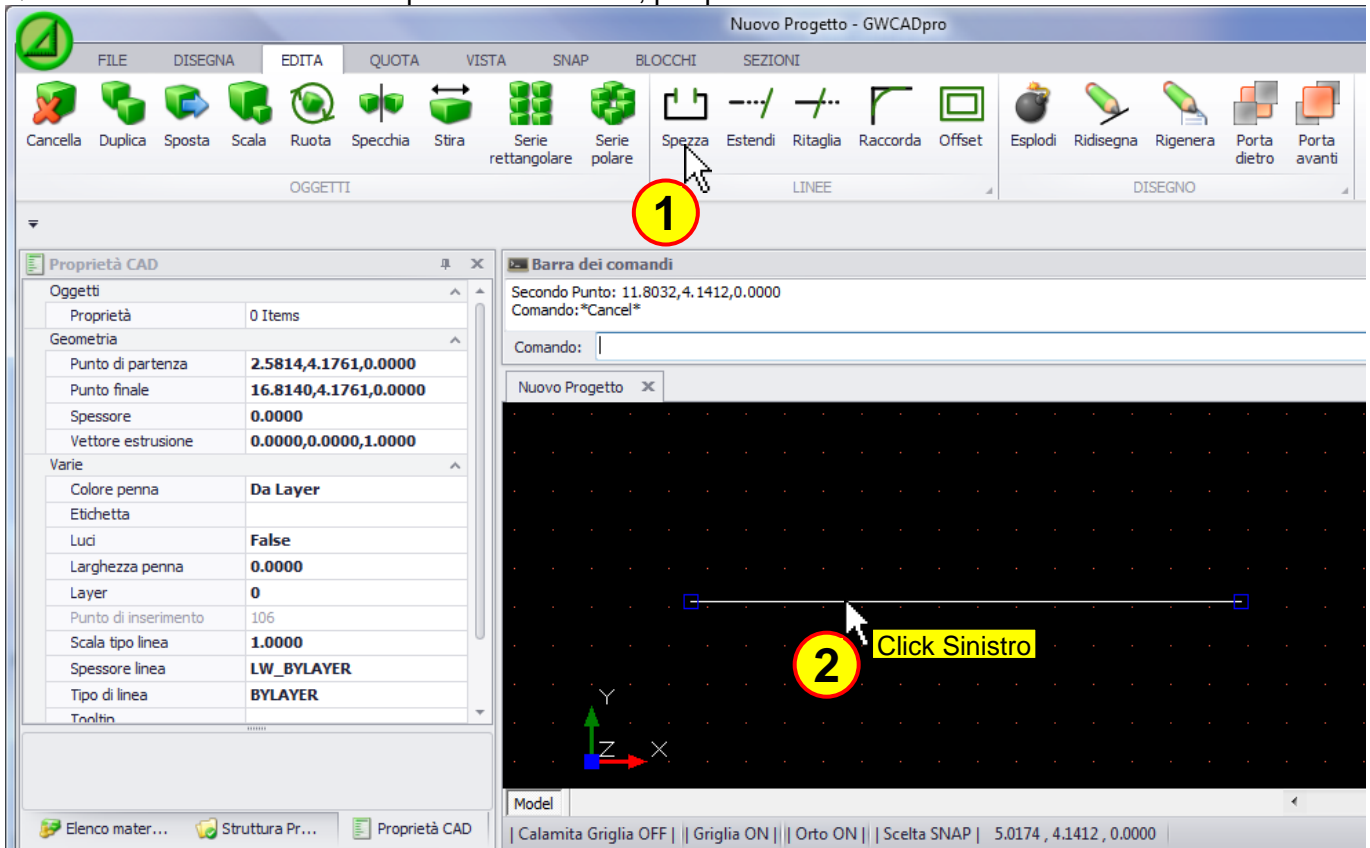 Nuovo Progetto - GWCADpro
FILE DISEGNA EDITA QUOTA VISTA SNAP BLOCCHI SEZIONI
Cancella Duplica Sposta Scala Ruota Specchia Stira Serie rettangolare Serie polare Spezza Estendi Ritaglia Raccorda Offset Esplodi Ridisegna Rigenera Porta dietro Porta avanti
OGGETTI LINEE DISEGNO
1
Proprietà CAD
Oggetti
Proprietà 0 Items
Geometria
Punto di partenza 2.5814,4.1761,0.0000
Punto finale 16.8140,4.1761,0.0000
Spessore 0.0000
Vettore estrusione 0.0000,0.0000,1.0000
Varie
Colore penna Da Layer
Etichetta
Luci False
Larghezza penna 0.0000
Layer 0
Punto di inserimento 106
Scala tipo linea 1.0000
Spessore linea LW_BYLAYER
Tipo di linea BYLAYER
Tooltip
Elenco mater... Struttura Pr... Proprietà CAD
Barra dei comandi
Secondo Punto: 11.8032,4.1412,0.0000
Comando:*Cancel*
Comando:
Nuovo Progetto
Click Sinistro
2
Y
Z X
Model
| Calamita Griglia OFF | | Griglia ON | | Orto ON | | Scelta SNAP | 5.0174 , 4.1412 , 0.0000